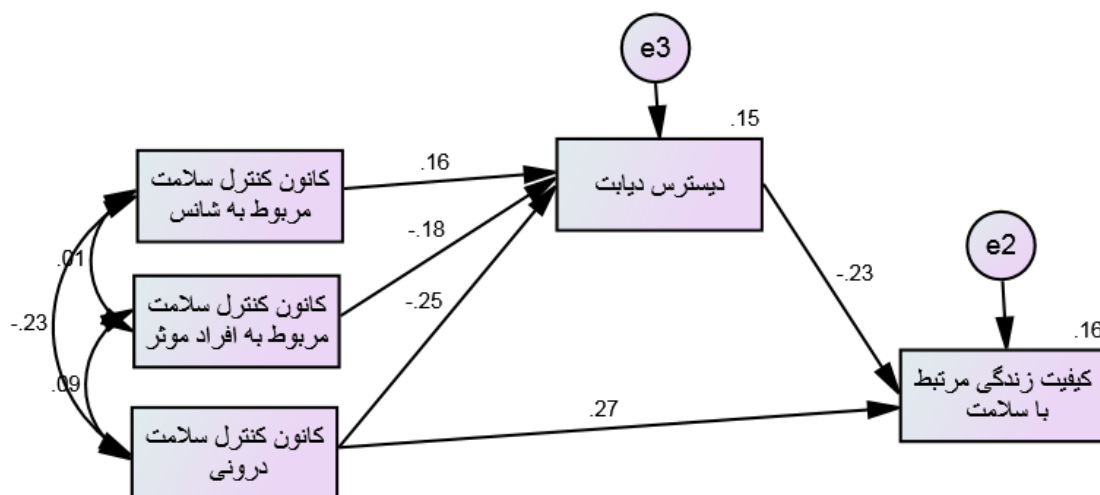 e3
.15
دیسترس دیابت
.16
کانون کنترل سلامت
مربوط به شانس
-.18
-.23
e2
.01
کانون کنترل سلامت
مربوط به افراد موثر
-.25
-.23
.16
کیفیت زندگی مرتبط
با سلامت
.09
.27
کانون کنترل سلامت
درونی